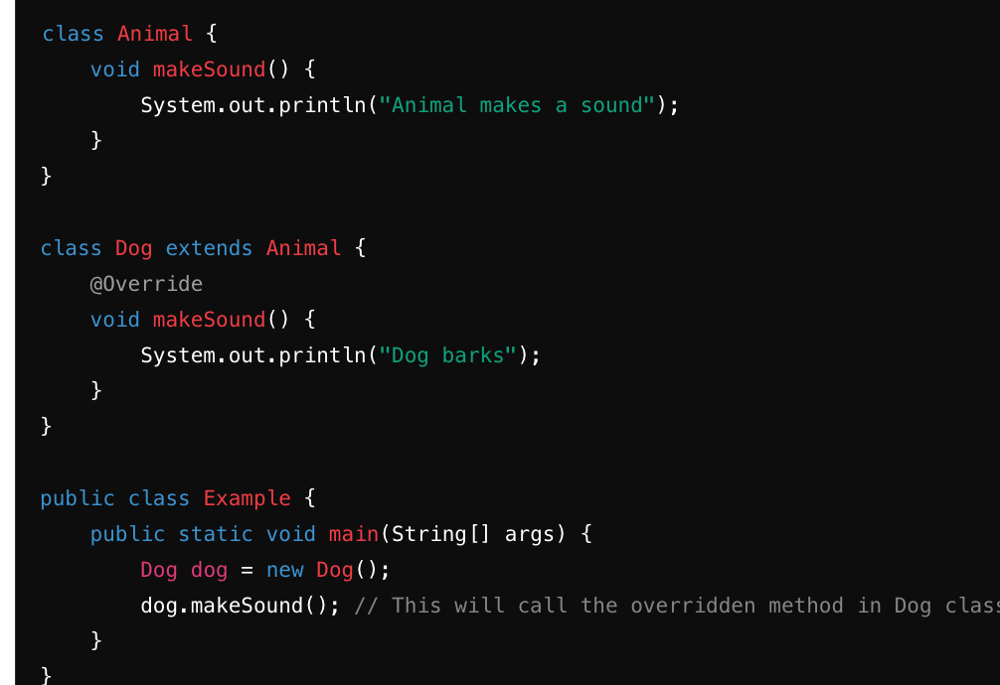 class Animal {
    void makeSound() {
        System.out.println("Animal makes a sound");
    }
}

class Dog extends Animal {
    @Override
    void makeSound() {
        System.out.println("Dog barks");
    }
}

public class Example {
    public static void main(String[] args) {
        Dog dog = new Dog();
        dog.makeSound(); // This will call the overridden method in Dog class
    }
}